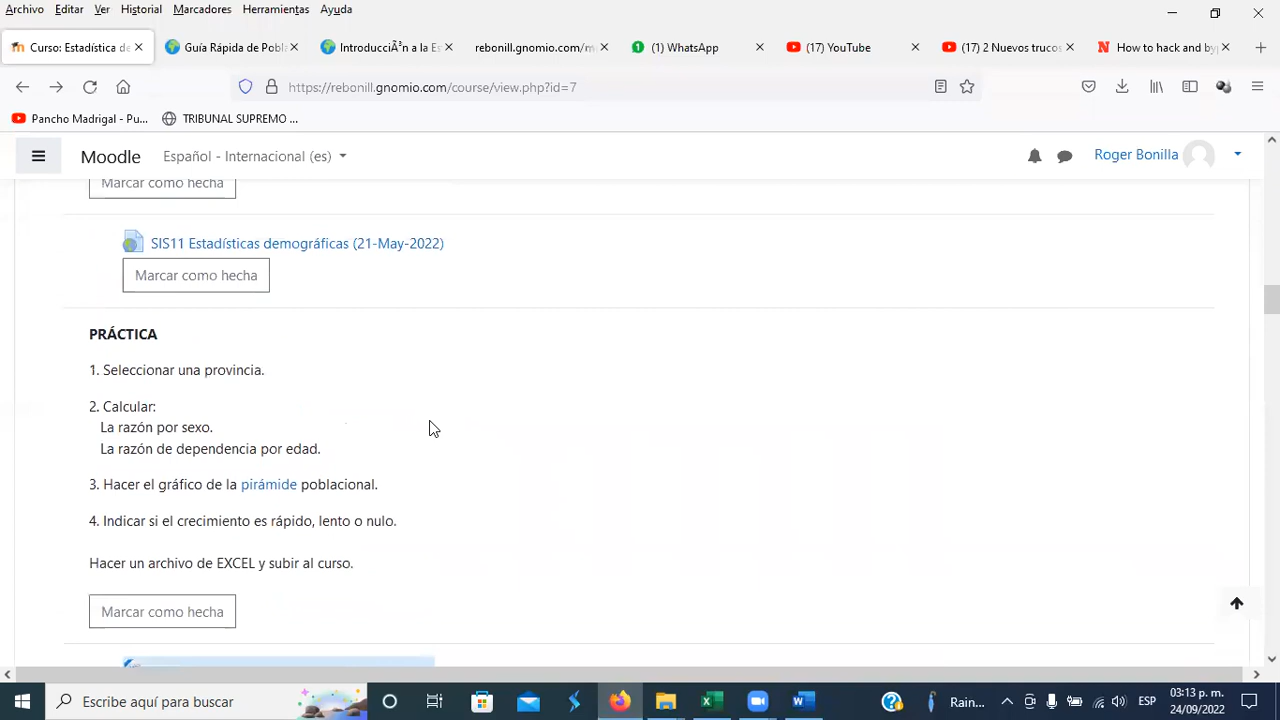 Archivo Editar Ver Historial Marcadores Herramientas Ayuda
Curso: Estadística de
Guía Rápida de Pobla
IntroducciÃ³n a la Es
rebonill.gnomio.com/m
(1) WhatsApp
(17) YouTube
(17) 2 Nuevos trucos
How to hack and by
https://rebonill.gnomio.com/course/view.php?id=7
Pancho Madrigal - Pu...
TRIBUNAL SUPREMO ...
Moodle
Español - Internacional (es)
Roger Bonilla
Marcar como hecha
SIS11 Estadísticas demográficas (21-May-2022)
Marcar como hecha
PRÁCTICA
1. Seleccionar una provincia.
2. Calcular:
La razón por sexo.
La razón de dependencia por edad.
3. Hacer el gráfico de la pirámide poblacional.
4. Indicar si el crecimiento es rápido, lento o nulo.
Hacer un archivo de EXCEL y subir al curso.
Marcar como hecha
Escribe aquí para buscar
Rain...
ESP
03:13 p. m.
24/09/2022